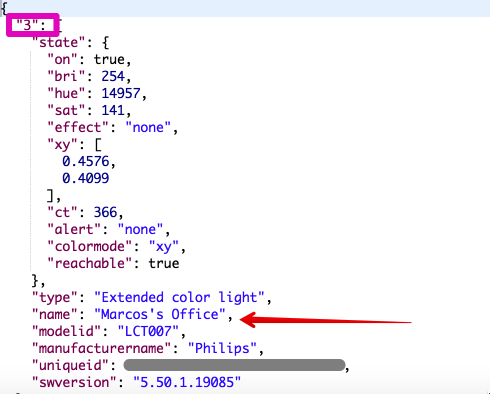 {
"3": {
"state": {
"on": true,
"bri": 254,
"hue": 14957,
"sat": 141,
"effect": "none",
"xy": [
0.4576,
0.4099
],
"ct": 366,
"alert": "none",
"colormode": "xy",
"reachable": true
},
"type": "Extended color light",
"name": "Marcos's Office",
"modelid": "LCT007",
"manufacturername": "Philips",
"uniqueid": ,
"swversion": "5.50.1.19085"